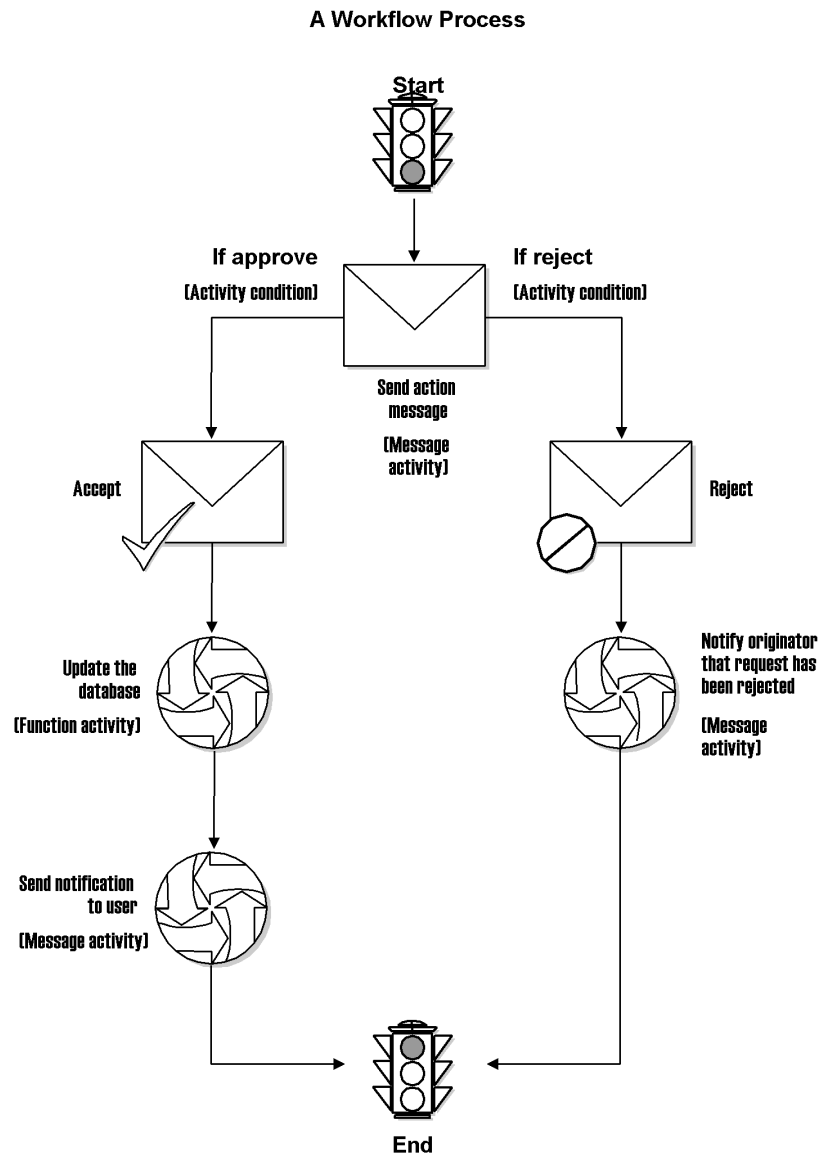 A Workflow Process
Start
If approve
(Activity condition)
If reject
(Activity condition)
Send action
message
(Message
activity)
Accept
Reject
Update the
database
(Function activity)
Notify originator
that request has
been rejected
(Message
activity)
Send notification
to user
(Message activity)
End